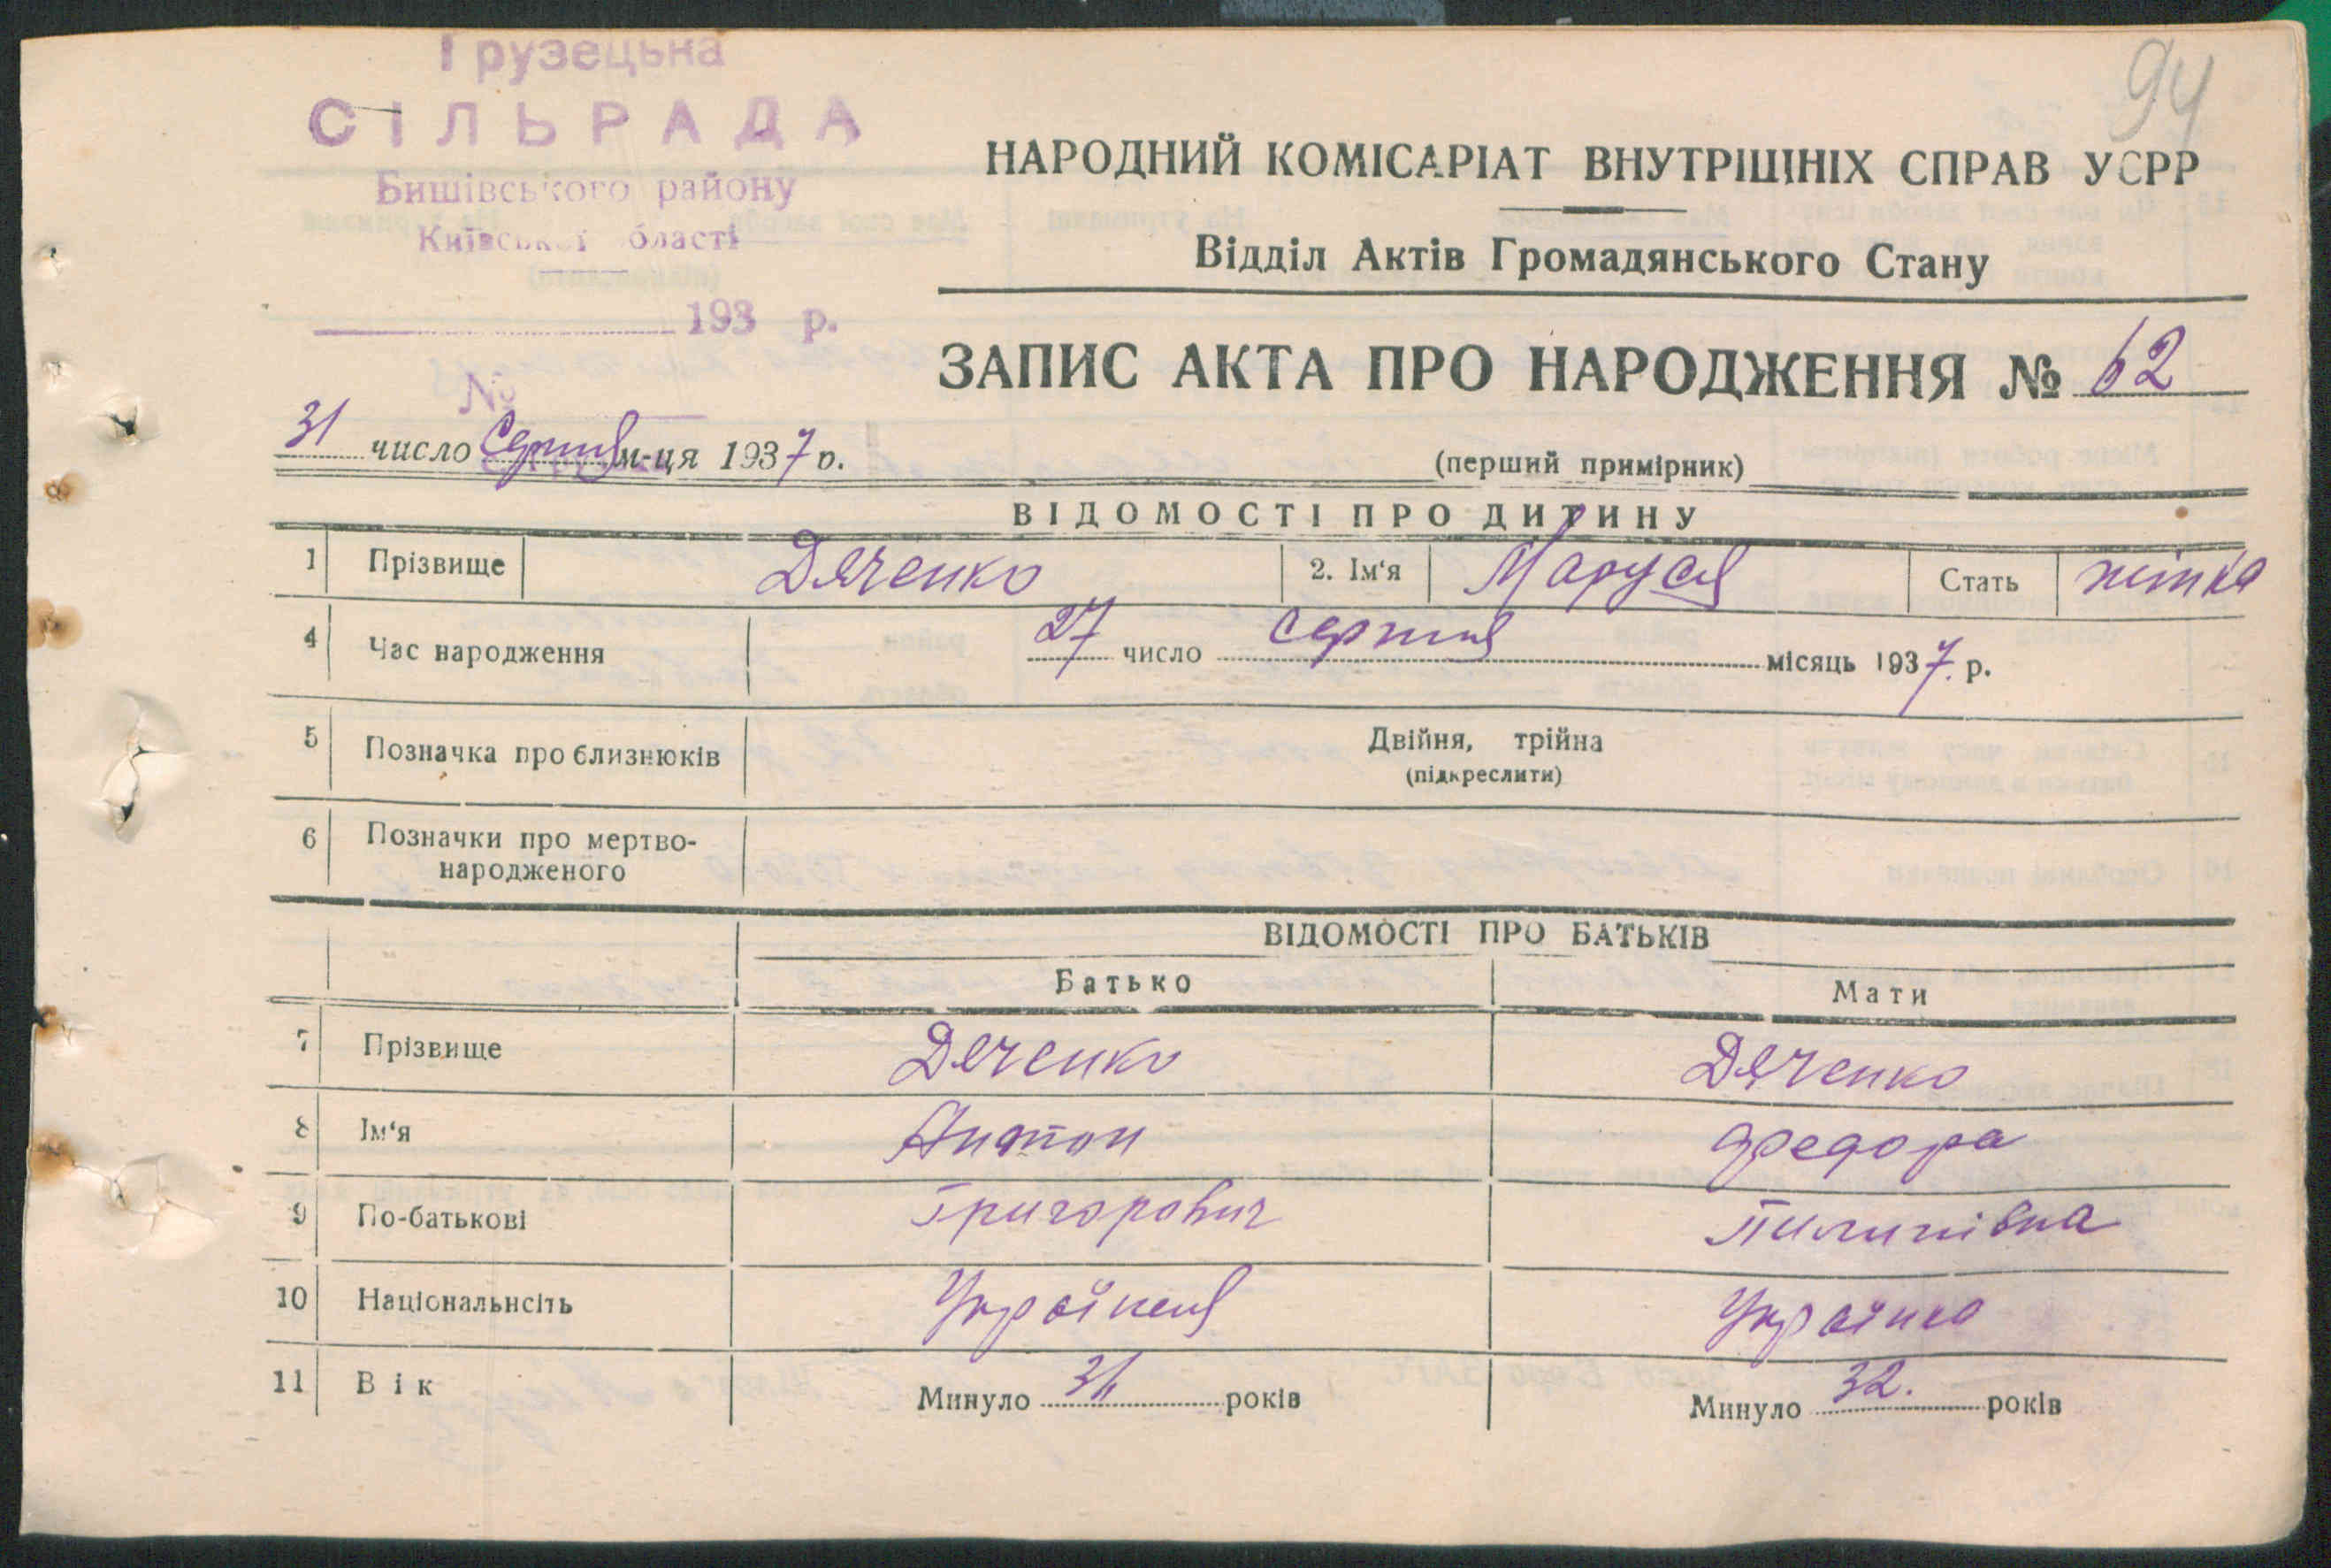 Грузецька
СІЛЬРАДА
Бишівського району
Київської області
193 р.
№
94
НАРОДНИЙ КОМІСАРІАТ ВНУТРІШНІХ СПРАВ УСРР
Відділ Актів Громадянського Стану
ЗАПИС АКТА ПРО НАРОДЖЕННЯ № 62
31 число Серпня м-ця 1937 р.
(перший примірник)
ВІДОМОСТІ ПРО ДИТИНУ
1 Прізвище Дяченко 2. Ім'я Маруся Стать жінка
4 Час народження 27 число серпня місяць 1937. р.
5 Позначка про близнюків Двійня, трійна
(підкреслити)
6 Позначки про мертво-
народженого
ВІДОМОСТІ ПРО БАТЬКІВ
Батько Мати
7 Прізвище Дяченко Дяченко
8 Ім'я Антон Федора
9 По-батькові Григорович Пилипівна
10 Національнсіть Українець Українка
11 Вік Минуло років Минуло 32. років